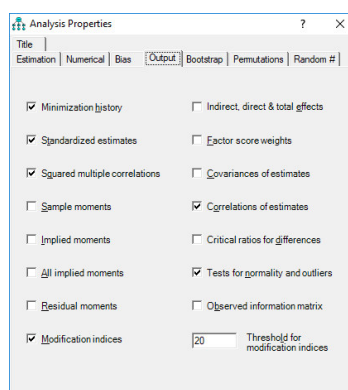 Analysis Properties ? ×
Title
Estimation Numerical Bias Output Bootstrap Permutations Random #
Minimization history Indirect, direct & total effects
Standardized estimates Factor score weights
Squared multiple correlations Covariances of estimates
Sample moments Correlations of estimates
Implied moments Critical ratios for differences
All implied moments Tests for normality and outliers
Residual moments Observed information matrix
Modification indices 20 Threshold for
modification indices